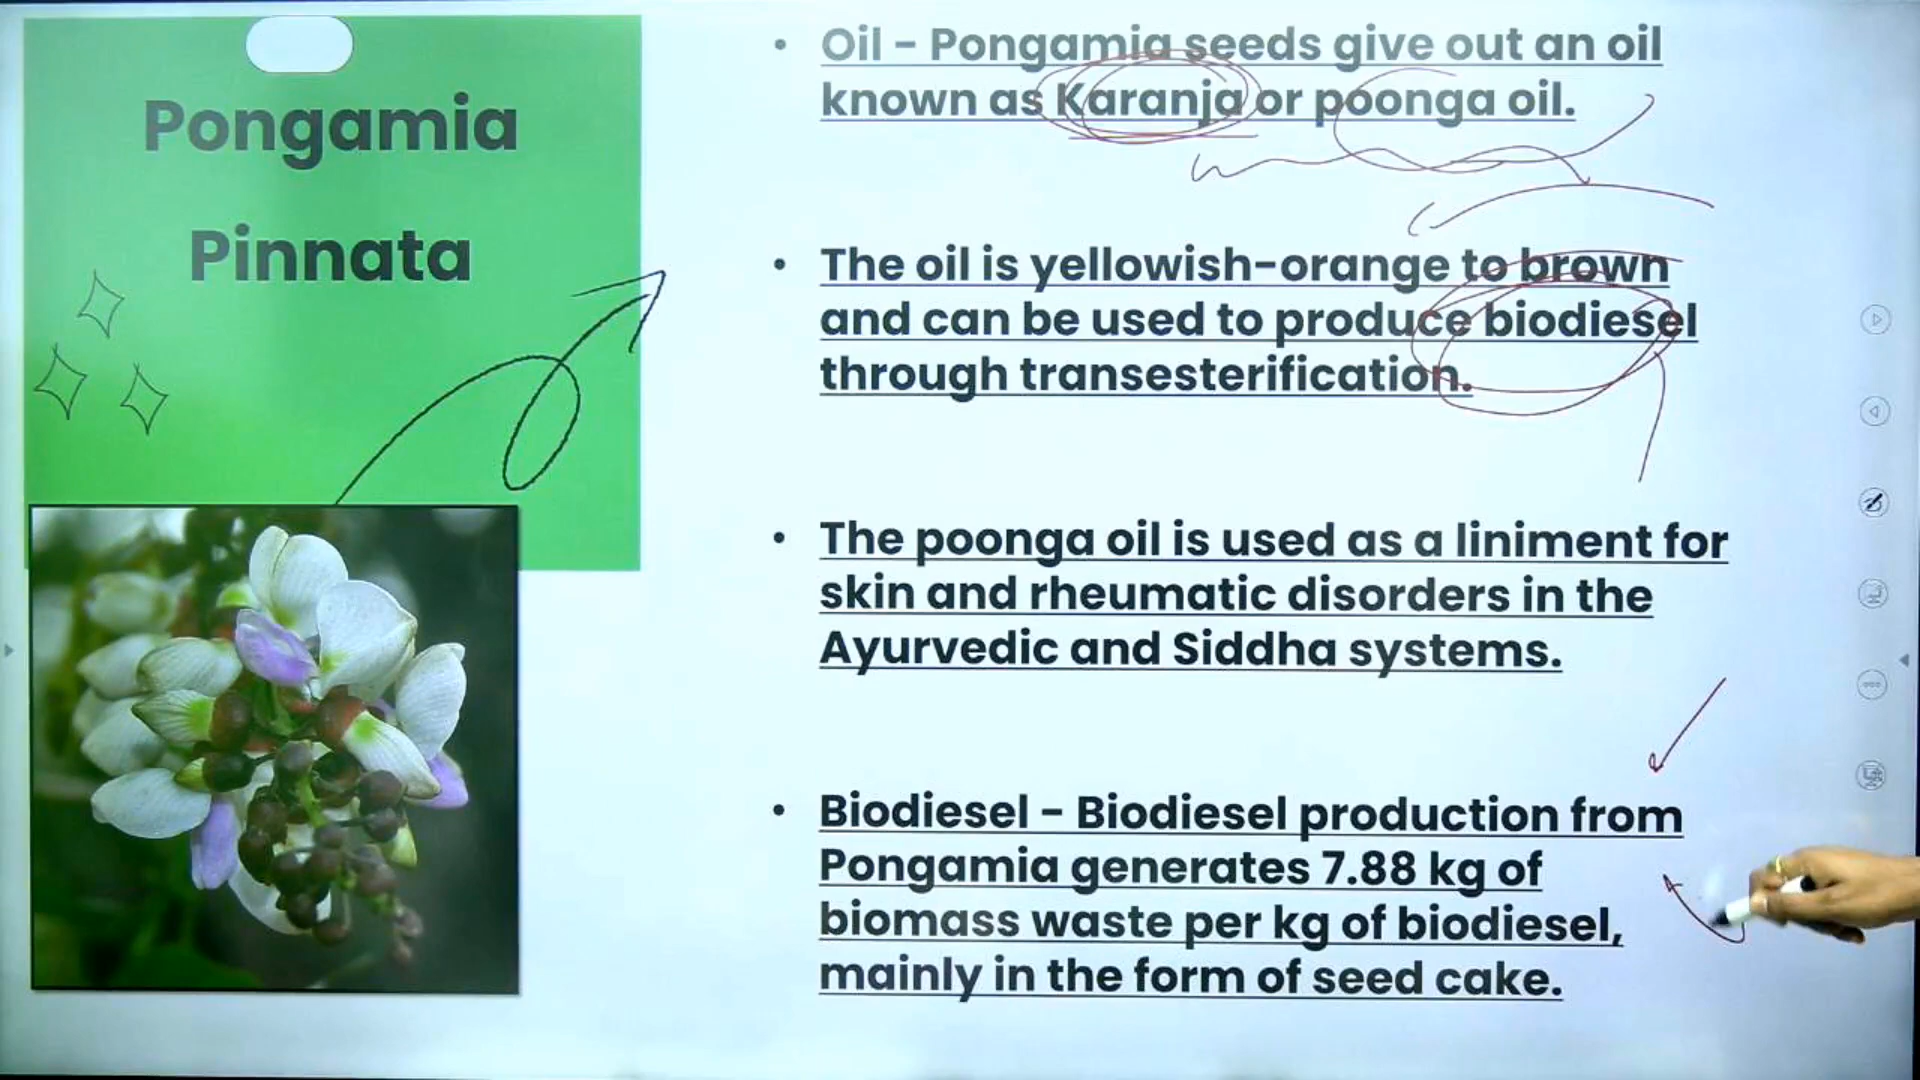 Pongamia
Pinnata
• Oil – Pongamia seeds give out an oil
known as Karanja or poonga oil.
• The oil is yellowish-orange to brown
and can be used to produce biodiesel
through transesterification.
• The poonga oil is used as a liniment for
skin and rheumatic disorders in the
Ayurvedic and Siddha systems.
• Biodiesel – Biodiesel production from
Pongamia generates 7.88 kg of
biomass waste per kg of biodiesel,
mainly in the form of seed cake.